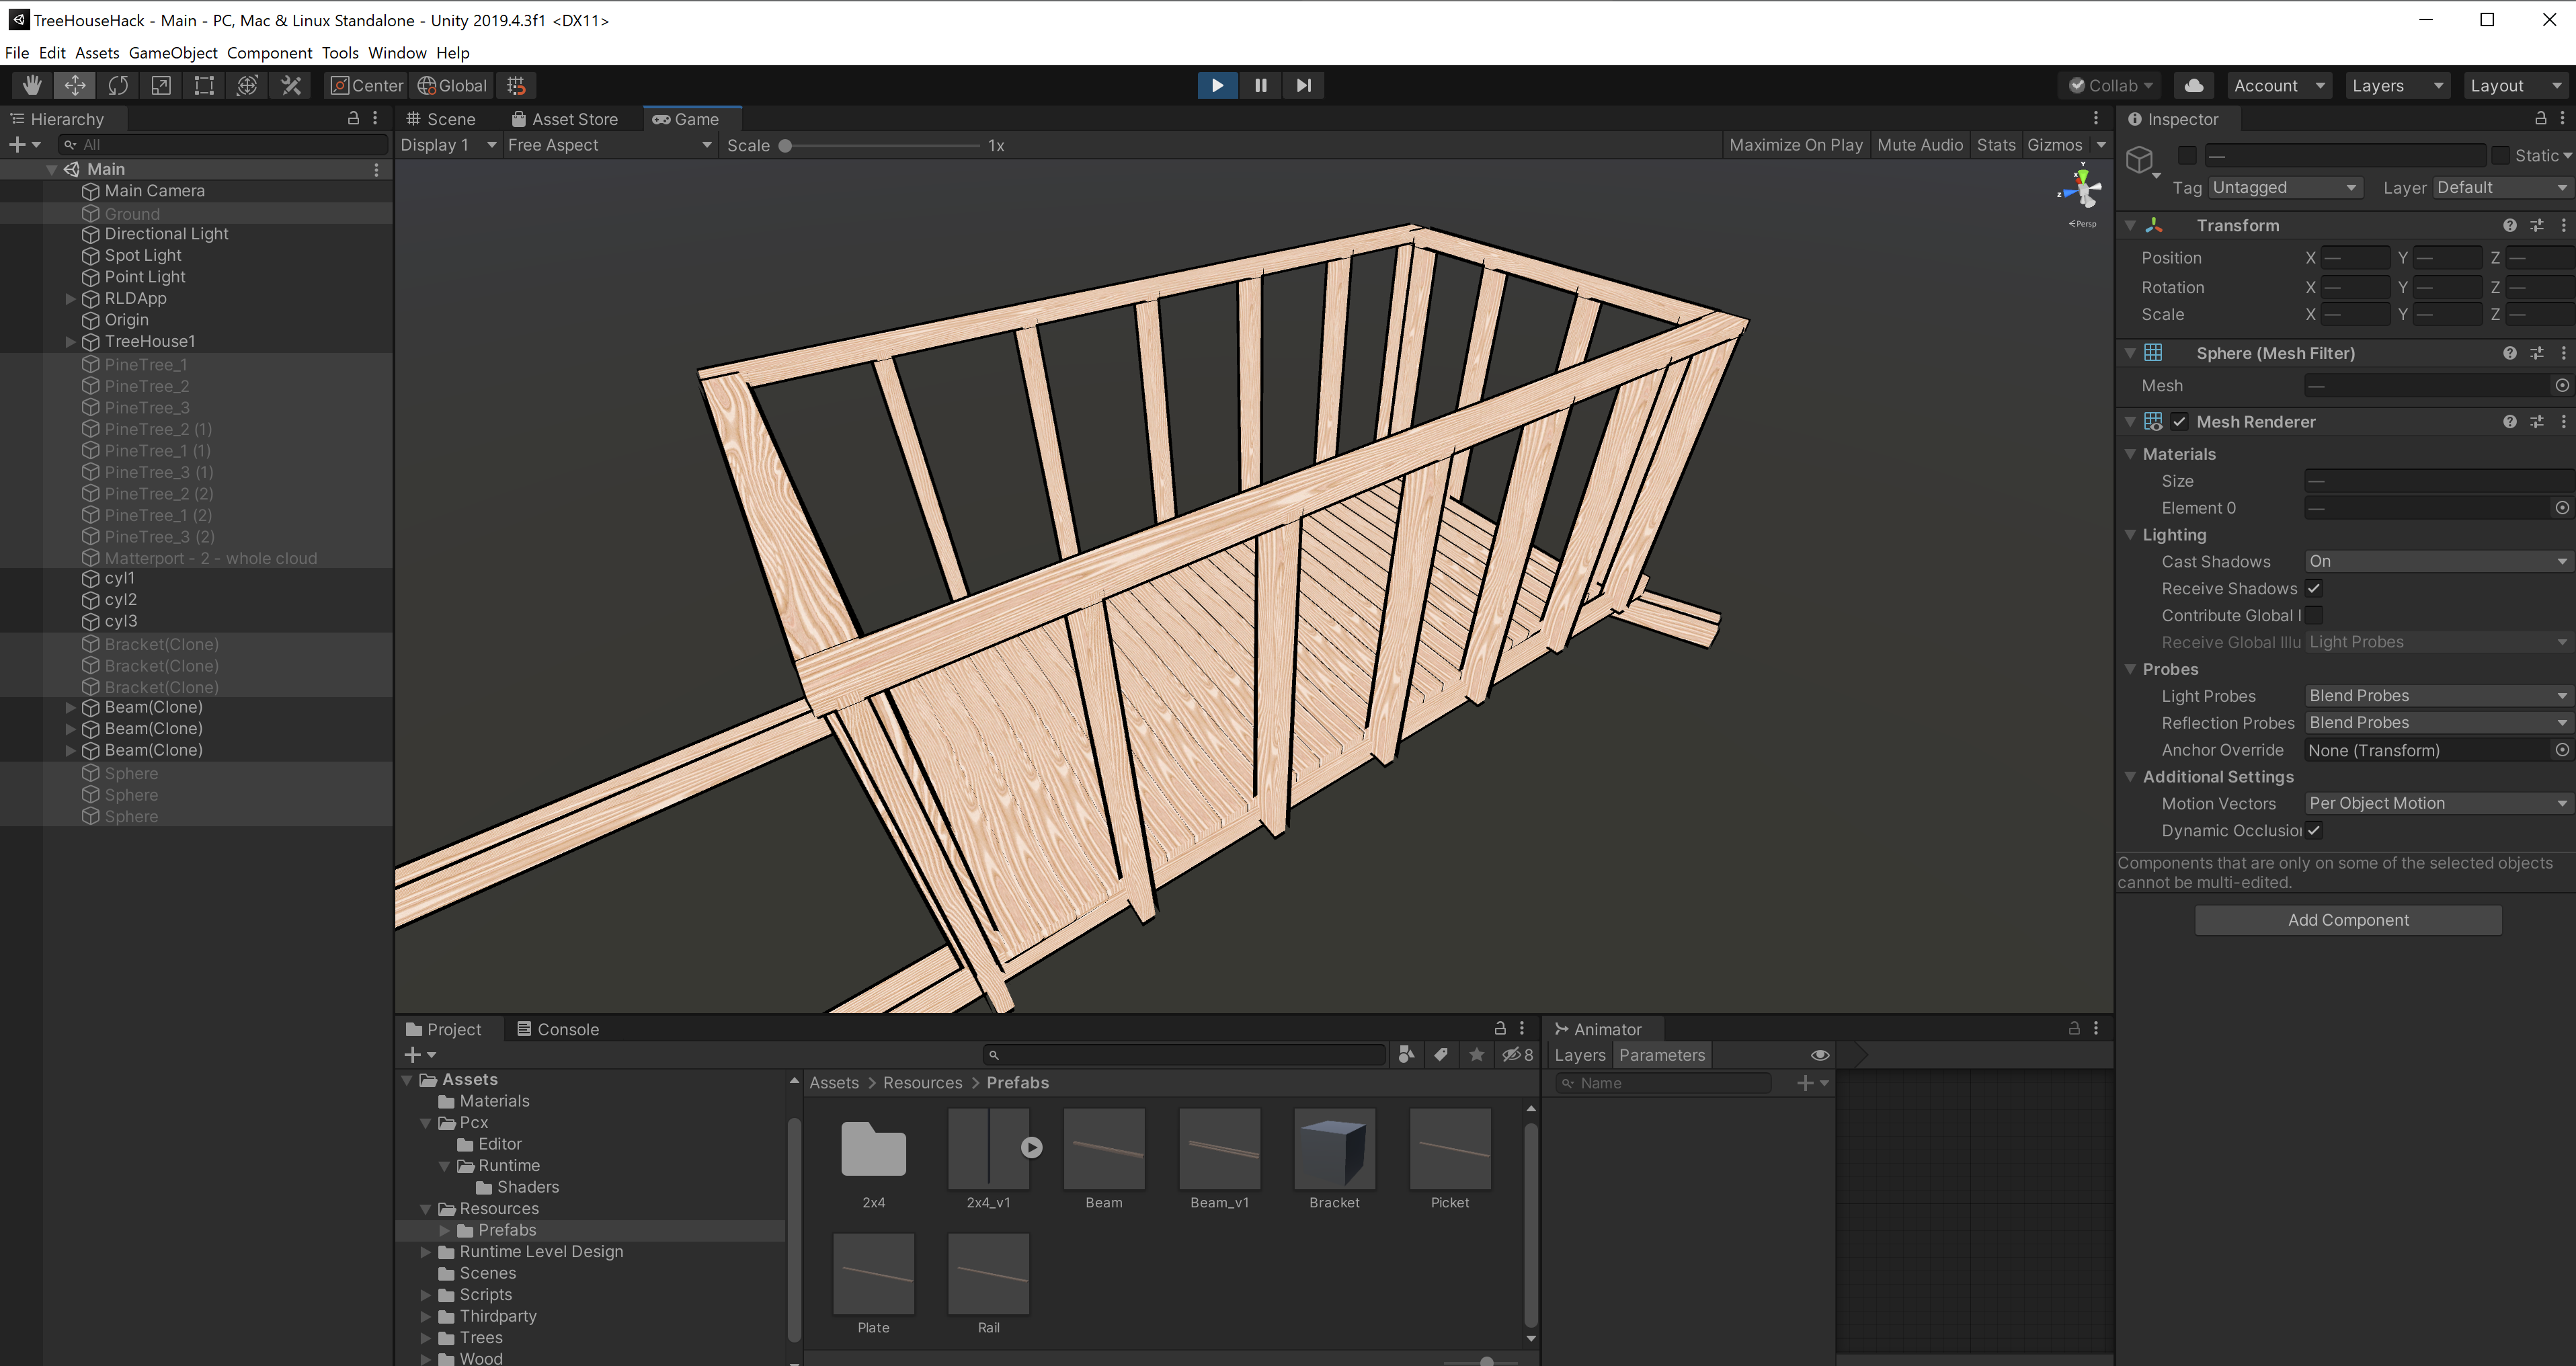 TreeHouseHack - Main - PC, Mac & Linux Standalone - Unity 2019.4.3f1 <DX11>
File Edit Assets GameObject Component Tools Window Help
Center Global Collab Account Layers Layout
Hierarchy
All
Main
Main Camera
Ground
Directional Light
Spot Light
Point Light
RLDApp
Origin
TreeHouse1
PineTree_1
PineTree_2
PineTree_3
PineTree_2 (1)
PineTree_1 (1)
PineTree_3 (1)
PineTree_2 (2)
PineTree_1 (2)
PineTree_3 (2)
Matterport - 2 - whole cloud
cyl1
cyl2
cyl3
Bracket(Clone)
Bracket(Clone)
Bracket(Clone)
Beam(Clone)
Beam(Clone)
Beam(Clone)
Sphere
Sphere
Sphere
Scene Asset Store Game
Display 1 Free Aspect Scale 1x Maximize On Play Mute Audio Stats Gizmos
Y
X
Z
<Persp
Project Console
8
Assets
Materials
Pcx
Editor
Runtime
Shaders
Resources
Prefabs
Runtime Level Design
Scenes
Scripts
Thirdparty
Trees
Wood
Assets > Resources > Prefabs
2x4 2x4_v1 Beam Beam_v1 Bracket Picket
Plate Rail
Animator
Layers Parameters
Name
Inspector
— Static
Tag Untagged Layer Default
Transform
Position X — Y — Z —
Rotation X — Y — Z —
Scale X — Y — Z —
Sphere (Mesh Filter)
Mesh —
Mesh Renderer
Materials
Size —
Element 0 —
Lighting
Cast Shadows On
Receive Shadows
Contribute Global I
Receive Global Illu Light Probes
Probes
Light Probes Blend Probes
Reflection Probes Blend Probes
Anchor Override None (Transform)
Additional Settings
Motion Vectors Per Object Motion
Dynamic Occlusio
Components that are only on some of the selected objects
cannot be multi-edited.
Add Component